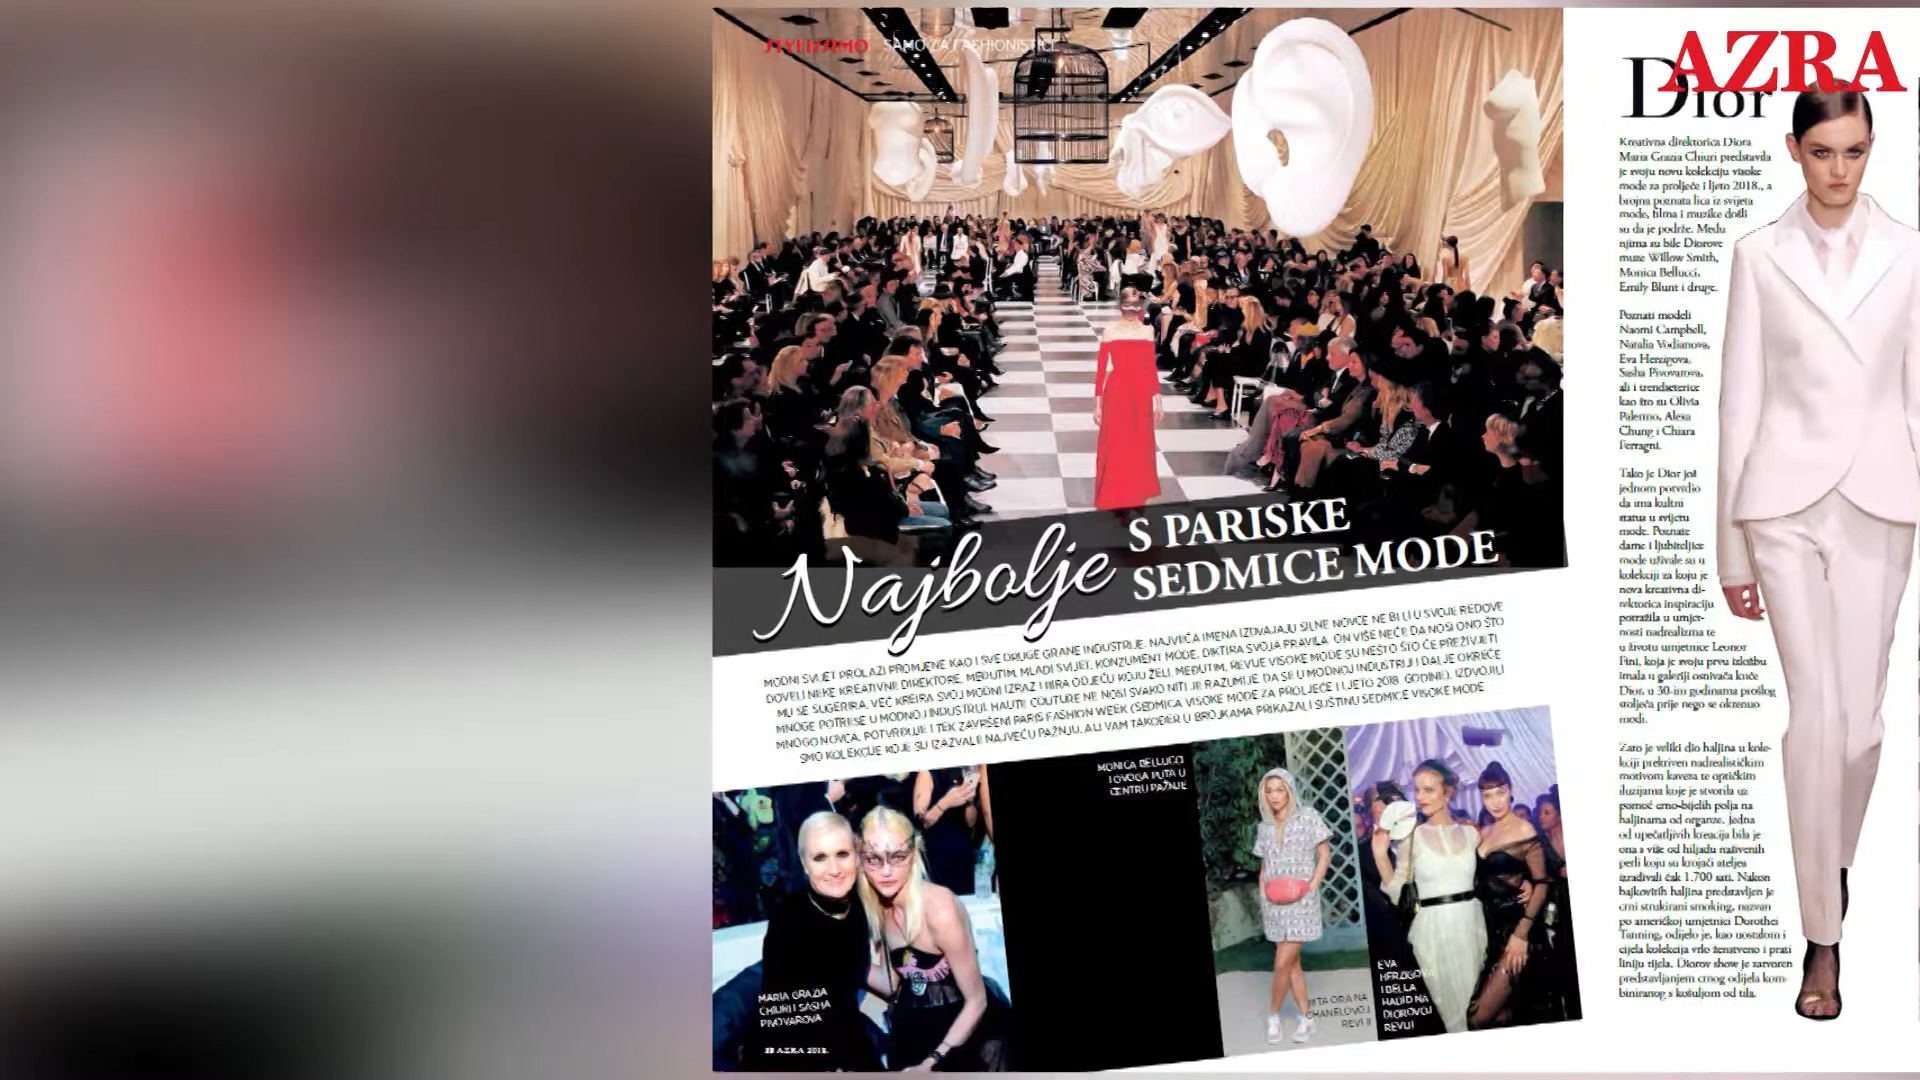 STYLISSIMO SAMO ZA FASHIONISTICE
AZRA
Dior
Najbolje S PARISKE
SEDMICE MODE
MODNI SVIJET PROLAZI PROMJENE KAO I SVE DRUGE GRANE INDUSTRIJE. NAJVEĆA IMENA IZDVAJAJU SILNE NOVCE NE BI LI U SVOJE REDOVE
DOVELI NEKE KREATIVNE DIREKTORE. MEĐUTIM, MLADI SVIJET, KONZUMENT MODE, DIKTIRA SVOJA PRAVILA. ON VIŠE NEĆE DA NOSI ONO ŠTO
MU SE SUGERIRA, VEĆ KREIRA SVOJ MODNI IZRAZ I BIRA ODJEĆU KOJU ŽELI. MEĐUTIM, REVIJE VISOKE MODE SU NEŠTO ŠTO ĆE PREŽIVJETI
MNOGE POTRESE U MODNOJ INDUSTRIJI. HAUTE COUTURE NE NOSI SVAKO NITI JE RAZUMIJE, DA SE U MODNOJ INDUSTRIJI I DALJE OKREĆE
MNOGO NOVCA, POTVRĐUJE I TEK ZAVRŠENI PARIS FASHION WEEK (SEDMICA VISOKE MODE ZA PROLJEĆE I LJETO 2018. GODINE). IZDVOJILI
SMO KOLEKCIJE KOJE SU IZAZVALE NAJVEĆU PAŽNJU, ALI VAM TAKOĐER U BROJKAMA PRIKAZALI SUŠTINU SEDMICE VISOKE MODE
MONICA BELLUCCI
I OVOGA PUTA U
CENTRU PAŽNJE
MARIA GRAZIA
CHIURI I SASHA
PIVOVAROVA
RITA ORA NA
CHANELOVOJ
REVIJI
EVA
HERZIGOVA
I BELLA
HADID NA
DIOROVOJ
REVIJI
AZRA 2018.
Kreativna direktorica Diora
Maria Grazia Chiuri predstavila
je svoju novu kolekciju visoke
mode za proljeće i ljeto 2018., a
brojna poznata lica iz svijeta
mode, filma i muzike došli
su da je podrže. Među
njima su bile Diorove
muse Willow Smith,
Monica Bellucci,
Emily Blunt i druge.
Poznati modeli
Naomi Campbell,
Natalia Vodianova,
Eva Herzigova,
Sasha Pivovarova,
ali i trendseterice
kao što su Olivia
Palermo, Alexa
Chung i Chiara
Ferragni.
Tako je Dior još
jednom potvrdio
da ima kultni
status u svijetu
mode. Poznate
dame i ljubiteljice
mode uživale su u
kolekciji za koju je
nova kreativna di-
rektorica inspiraciju
potražila u umjet-
nosti nadrealizma te
u životu umjetnice Leonor
Fini, koja je svoju prvu izložbu
imala u galeriji osnivača kuće
Dior, u 30-im godinama prošlog
stoljeća prije nego se okrenuo
modi.
Zato je veliki dio haljina u kole-
kciji prekriven nadrealističkim
motivom kaveza te optičkim
iluzijama koje je stvorila uz
pomoć crno-bijelih polja na
haljinama od organze. Jedna
od upečatljivih kreacija bila je
ona s više od hiljadu našivenih
perli koju su krojači ateljea
izrađivali čak 1.700 sati. Nakon
bajkovitih haljina predstavljen je
crni strukirani smoking, nazvan
po američkoj umjetnici Dorothei
Tanning, odijelo je, kao uostalom i
cijela kolekcija vrlo ženstveno i prati
liniju tijela. Diorov show je zatvoren
predstavljanjem crnog odijela kom-
biniranog s košuljom od tila.